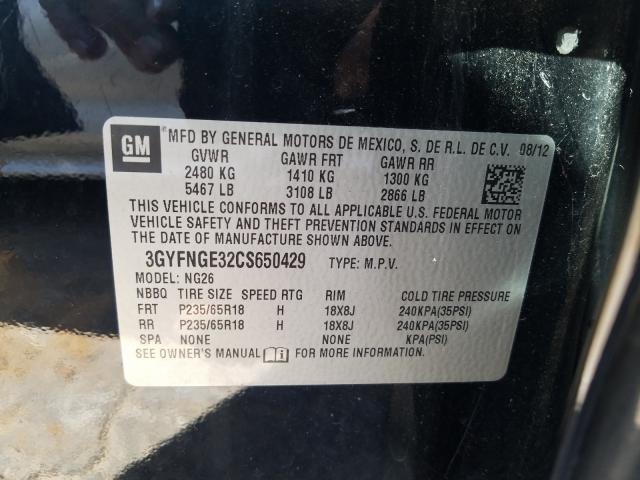 GM
MFD BY GENERAL MOTORS DE MEXICO, S. DE R.L. DE C.V. 08/12
GVWR GAWR FRT GAWR RR
2480 KG 1410 KG 1300 KG
5467 LB 3108 LB 2866 LB
THIS VEHICLE CONFORMS TO ALL APPLICABLE U.S. FEDERAL MOTOR
VEHICLE SAFETY AND THEFT PREVENTION STANDARDS IN EFFECT ON
THE DATE OF MANUFACTURE SHOWN ABOVE.
3GYFNGE32CS650429 TYPE: M.P.V.
MODEL: NG26
NBBQ TIRE SIZE SPEED RTG RIM COLD TIRE PRESSURE
FRT P235/65R18 H 18X8J 240KPA(35PSI)
RR P235/65R18 H 18X8J 240KPA(35PSI)
SPA NONE NONE KPA(PSI)
SEE OWNER'S MANUAL FOR MORE INFORMATION.